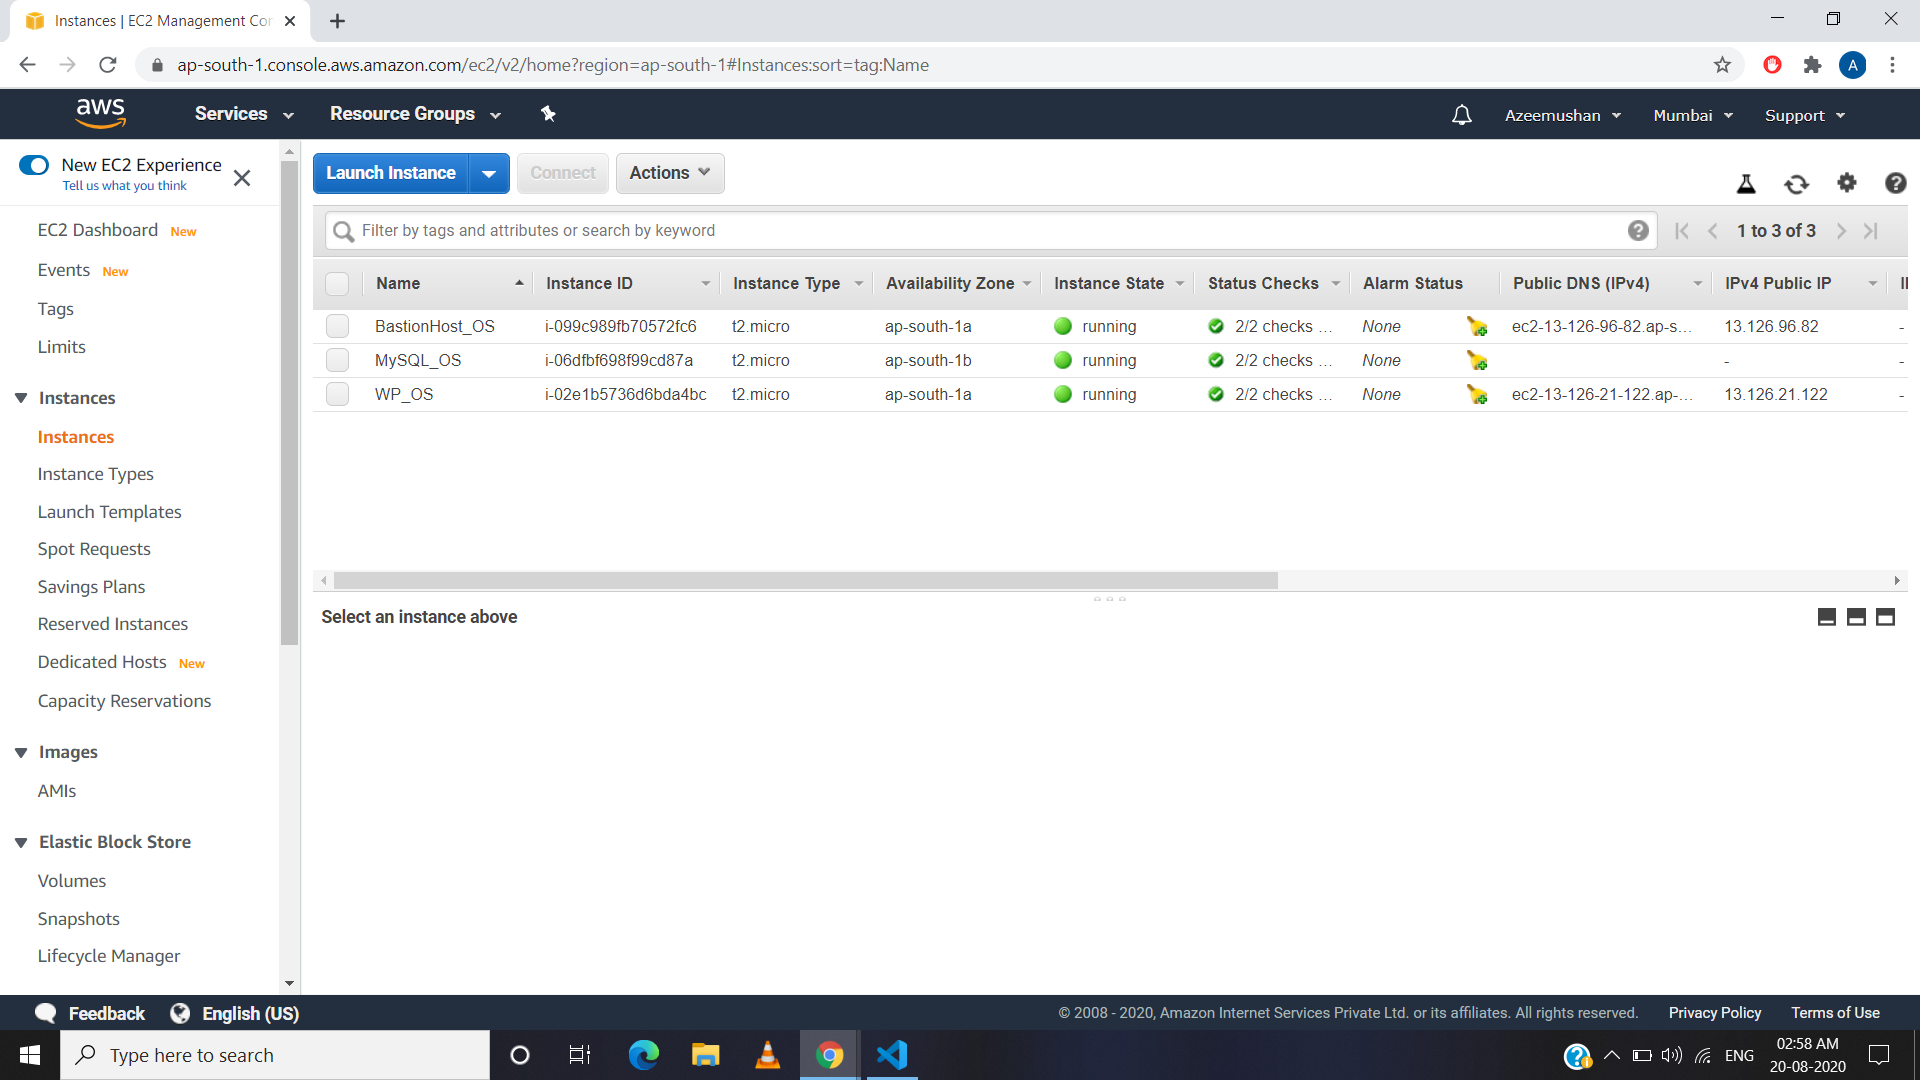 Instances | EC2 Management Con
ap-south-1.console.aws.amazon.com/ec2/v2/home?region=ap-south-1#Instances:sort=tag:Name
A
aws
Services
Resource Groups
Azeemushan
Mumbai
Support
New EC2 Experience
Tell us what you think
EC2 Dashboard New
Events New
Tags
Limits
Instances
Instances
Instance Types
Launch Templates
Spot Requests
Savings Plans
Reserved Instances
Dedicated Hosts New
Capacity Reservations
Images
AMIs
Elastic Block Store
Volumes
Snapshots
Lifecycle Manager
Launch Instance
Connect
Actions
Filter by tags and attributes or search by keyword
1 to 3 of 3
Name Instance ID Instance Type Availability Zone Instance State Status Checks Alarm Status Public DNS (IPv4) IPv4 Public IP
BastionHost_OS i-099c989fb70572fc6 t2.micro ap-south-1a running 2/2 checks ... None ec2-13-126-96-82.ap-s... 13.126.96.82 -
MySQL_OS i-06dfbf698f99cd87a t2.micro ap-south-1b running 2/2 checks ... None - -
WP_OS i-02e1b5736d6bda4bc t2.micro ap-south-1a running 2/2 checks ... None ec2-13-126-21-122.ap-... 13.126.21.122 -
Select an instance above
Feedback
English (US)
© 2008 - 2020, Amazon Internet Services Private Ltd. or its affiliates. All rights reserved.
Privacy Policy
Terms of Use
Type here to search
ENG
02:58 AM
20-08-2020